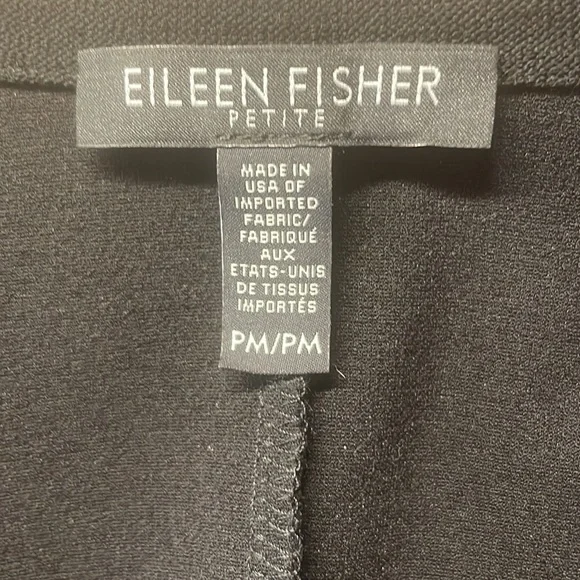 EILEEN FISHER
PETITE
MADE IN
USA OF
IMPORTED
FABRIC/
FABRIQUÉ
AUX
ETATS-UNIS
DE TISSUS
IMPORTÉS
PM/PM